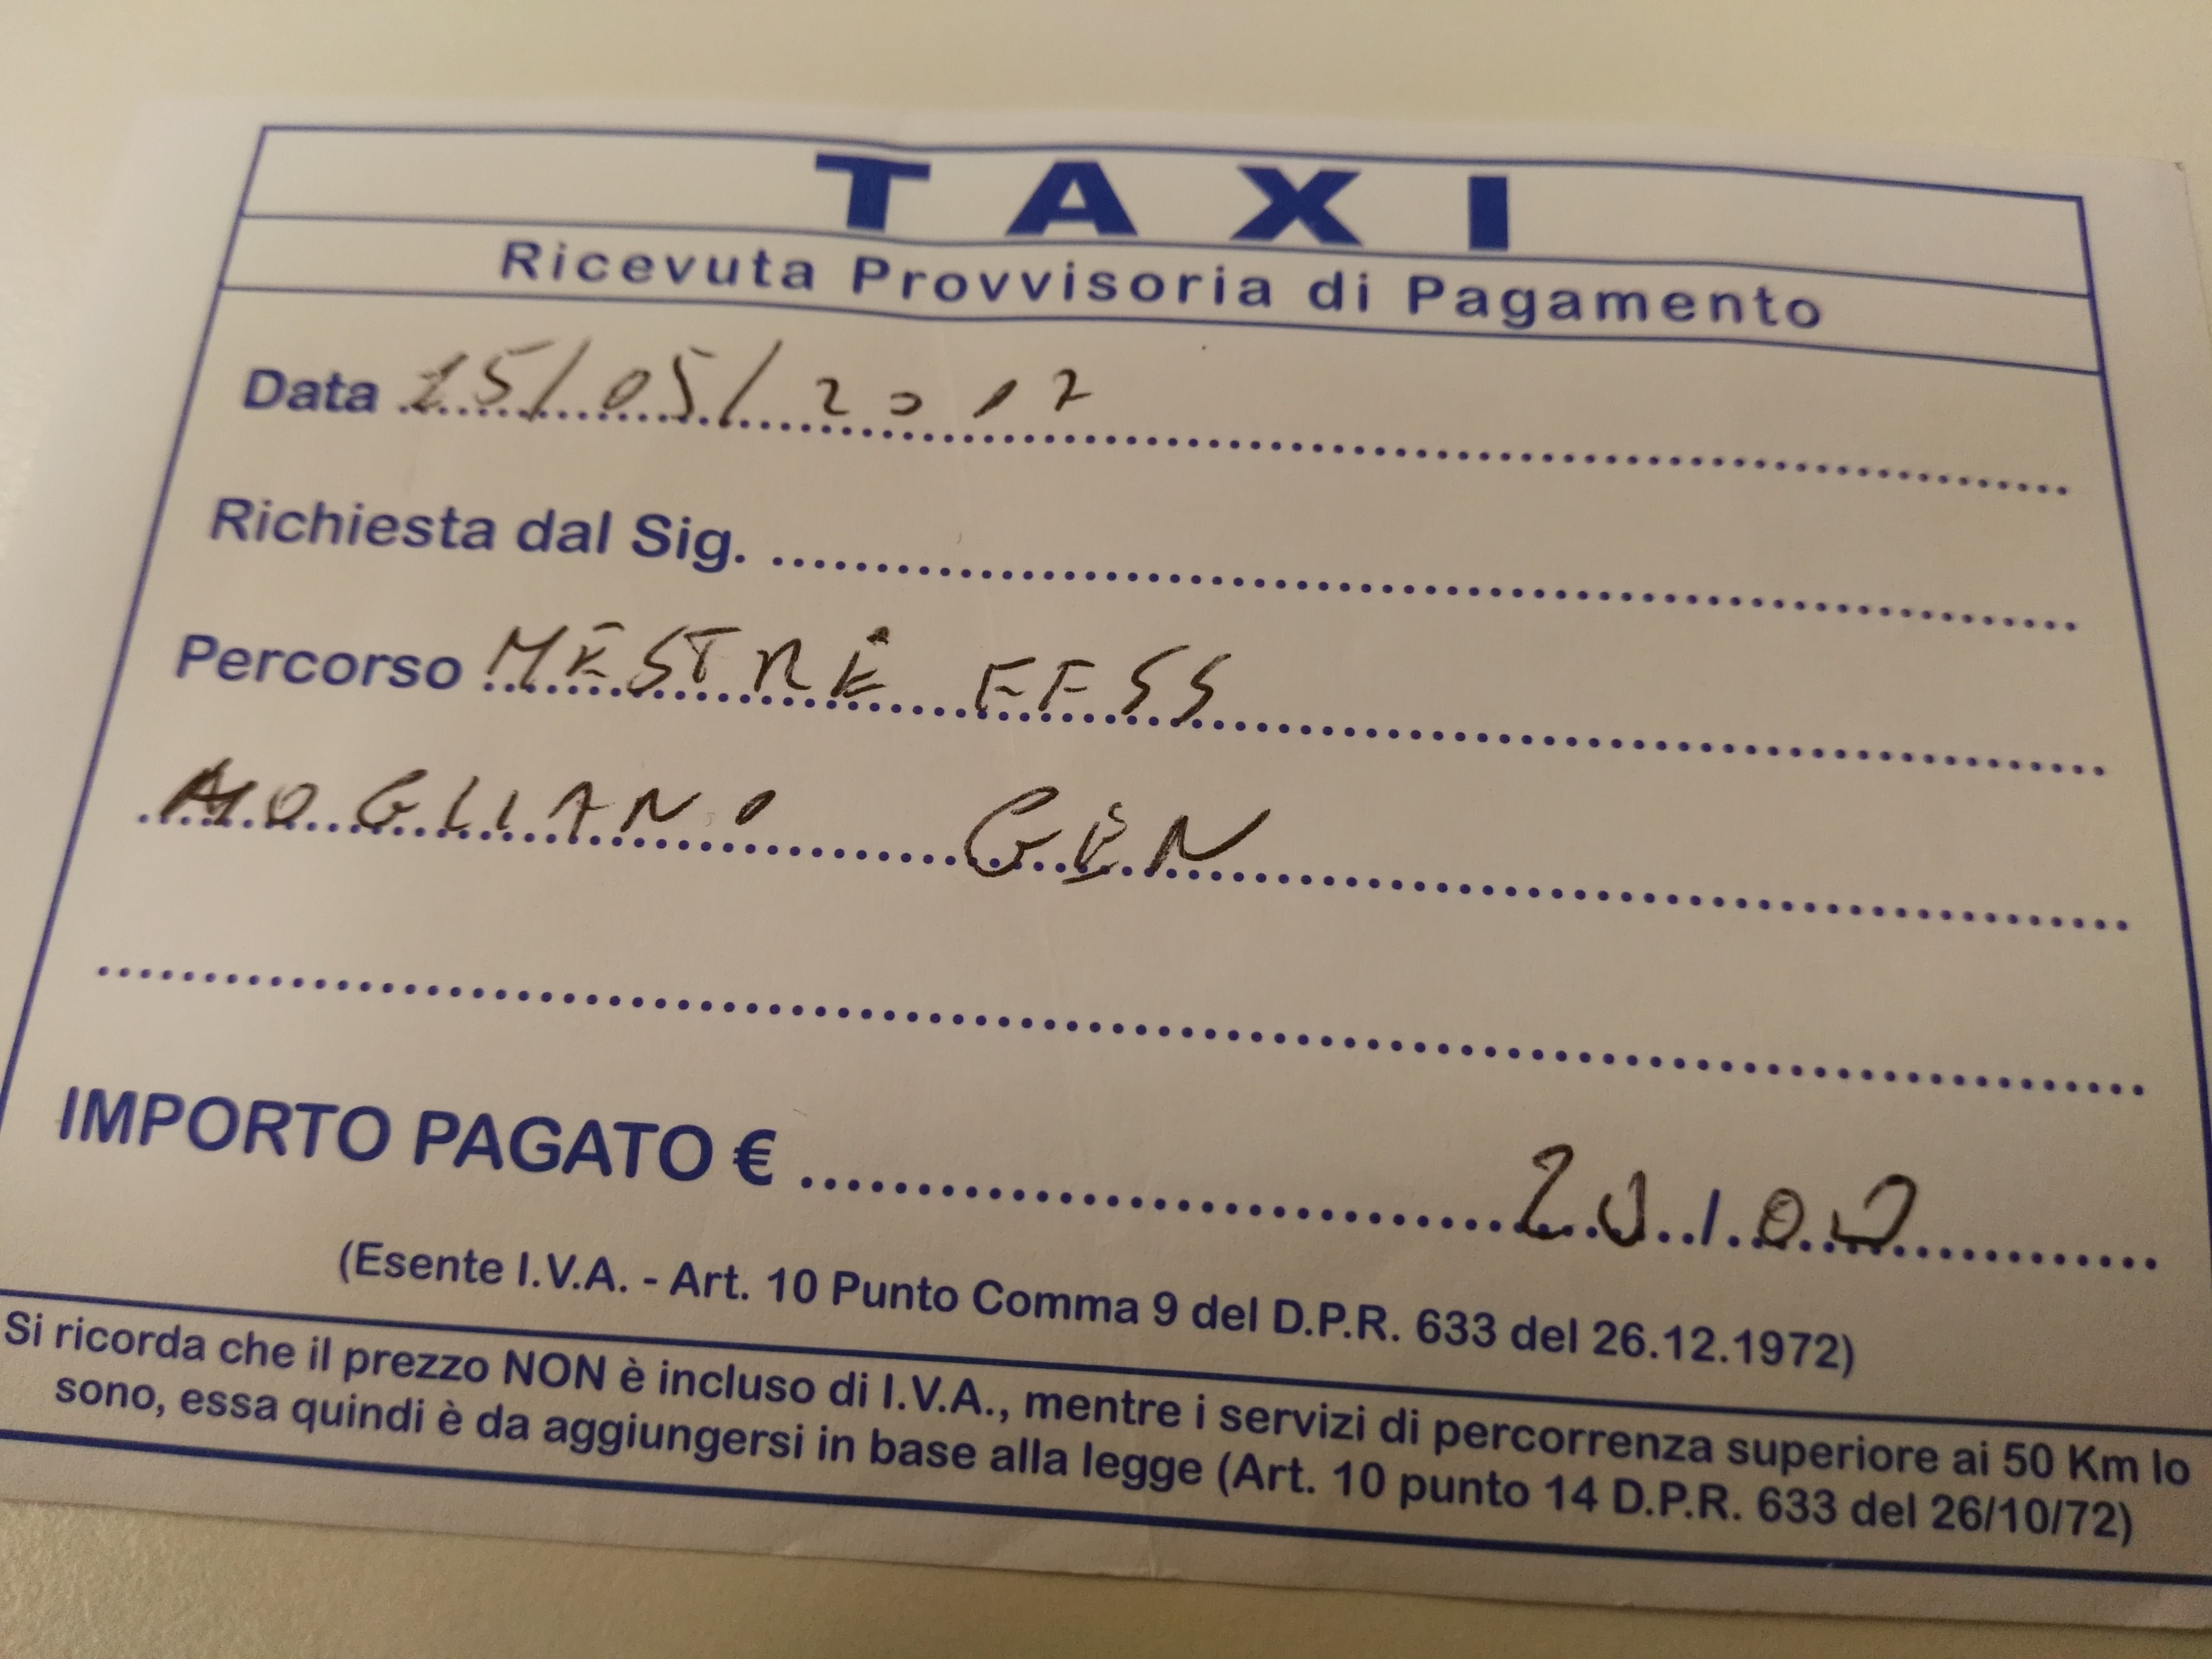 TAXI
Ricevuta Provvisoria di Pagamento
Data 15/05/2017
Richiesta dal Sig.
Percorso MESTRE FFSS
MOGLIANO GEN
IMPORTO PAGATO € 20,00
(Esente I.V.A. - Art. 10 Punto Comma 9 del D.P.R. 633 del 26.12.1972)
Si ricorda che il prezzo NON è incluso di I.V.A., mentre i servizi di percorrenza superiore ai 50 Km lo
sono, essa quindi è da aggiungersi in base alla legge (Art. 10 punto 14 D.P.R. 633 del 26/10/72)